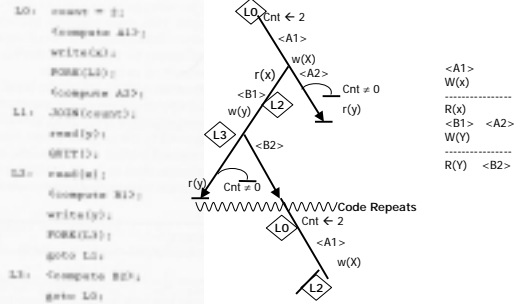 L0: count = 2;
<compute A1>;
write(x);
FORK(L2);
<compute A2>;
L1: JOIN(count);
read(y);
QUIT();
L2: read(x);
<compute B1>;
write(y);
FORK(L3);
goto L1;
L3: <compute B2>;
goto L0;
L0
Cnt ← 2
<A1>
w(X)
r(x)
<A2>
<B1>
Cnt ≠ 0
L2
w(y)
r(y)
L3
<B2>
r(y)
Cnt ≠ 0
Code Repeats
L0
Cnt ← 2
<A1>
w(X)
L2
<A1>
W(x)
---------------
R(x)
<B1> <A2>
W(Y)
---------------
R(Y) <B2>